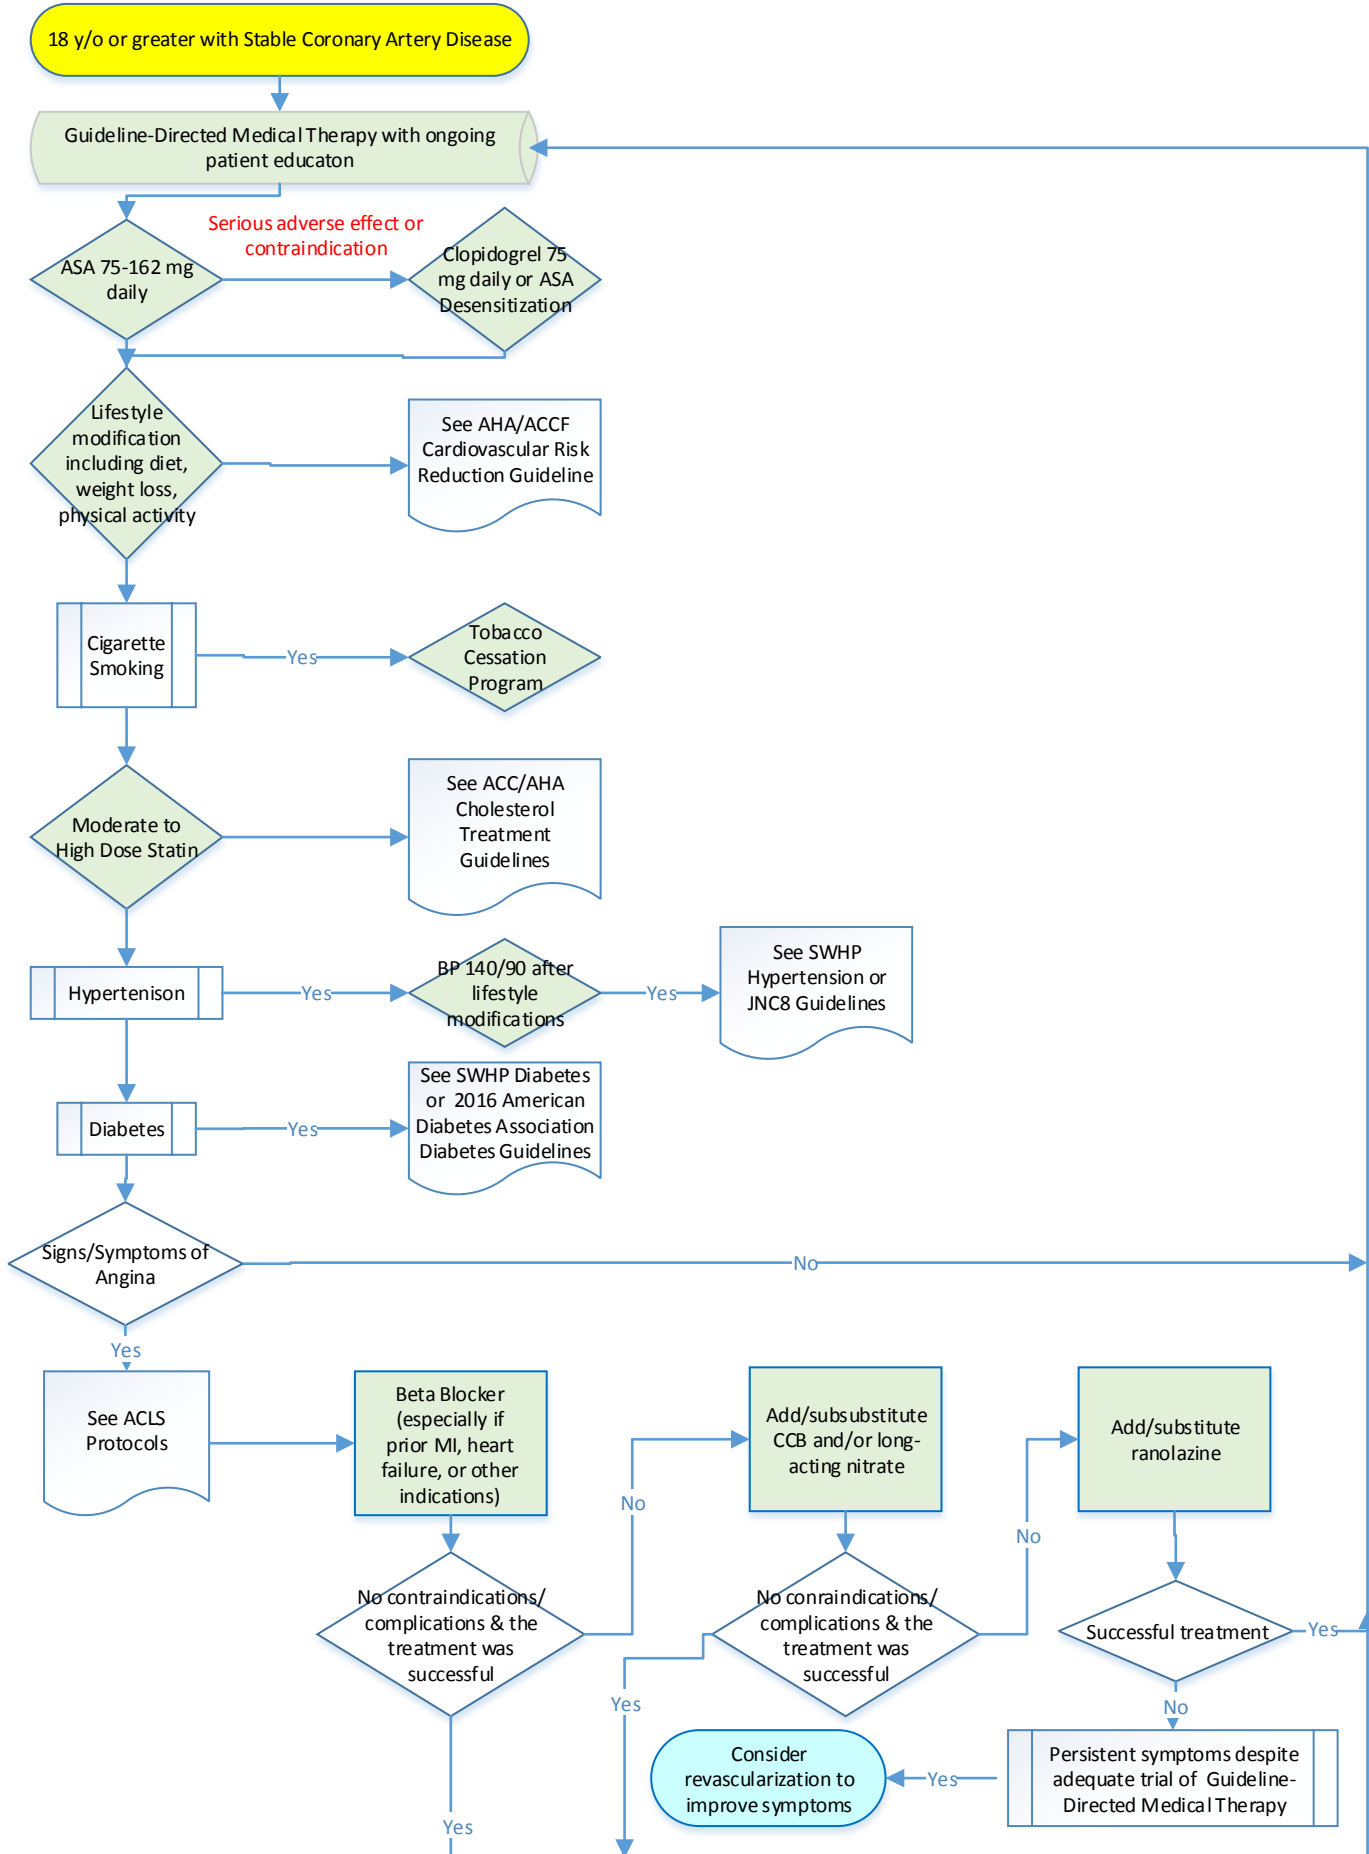 18 y/o or greater with Stable Coronary Artery Disease
Guideline-Directed Medical Therapy with ongoing
patient educaton
Serious adverse effect or
contraindication
ASA 75-162 mg
daily
Clopidogrel 75
mg daily or ASA
Desensitization
Lifestyle
modification
including diet,
weight loss,
physical activity
See AHA/ACCF
Cardiovascular Risk
Reduction Guideline
Cigarette
Smoking
Yes
Tobacco
Cessation
Program
Moderate to
High Dose Statin
See ACC/AHA
Cholesterol
Treatment
Guidelines
Hypertenison
Yes
BP 140/90 after
lifestyle
modifications
Yes
See SWHP
Hypertension or
JNC8 Guidelines
Diabetes
Yes
See SWHP Diabetes
or 2016 American
Diabetes Association
Diabetes Guidelines
Signs/Symptoms of
Angina
No
Yes
See ACLS
Protocols
Beta Blocker
(especially if
prior MI, heart
failure, or other
indications)
No
Add/subsubstitute
CCB and/or long-
acting nitrate
No
Add/substitute
ranolazine
No contraindications/
complications & the
treatment was
successful
No conraindications/
complications & the
treatment was
successful
Successful treatment
Yes
Yes
No
Consider
revascularization to
improve symptoms
Yes
Persistent symptoms despite
adequate trial of Guideline-
Directed Medical Therapy
Yes